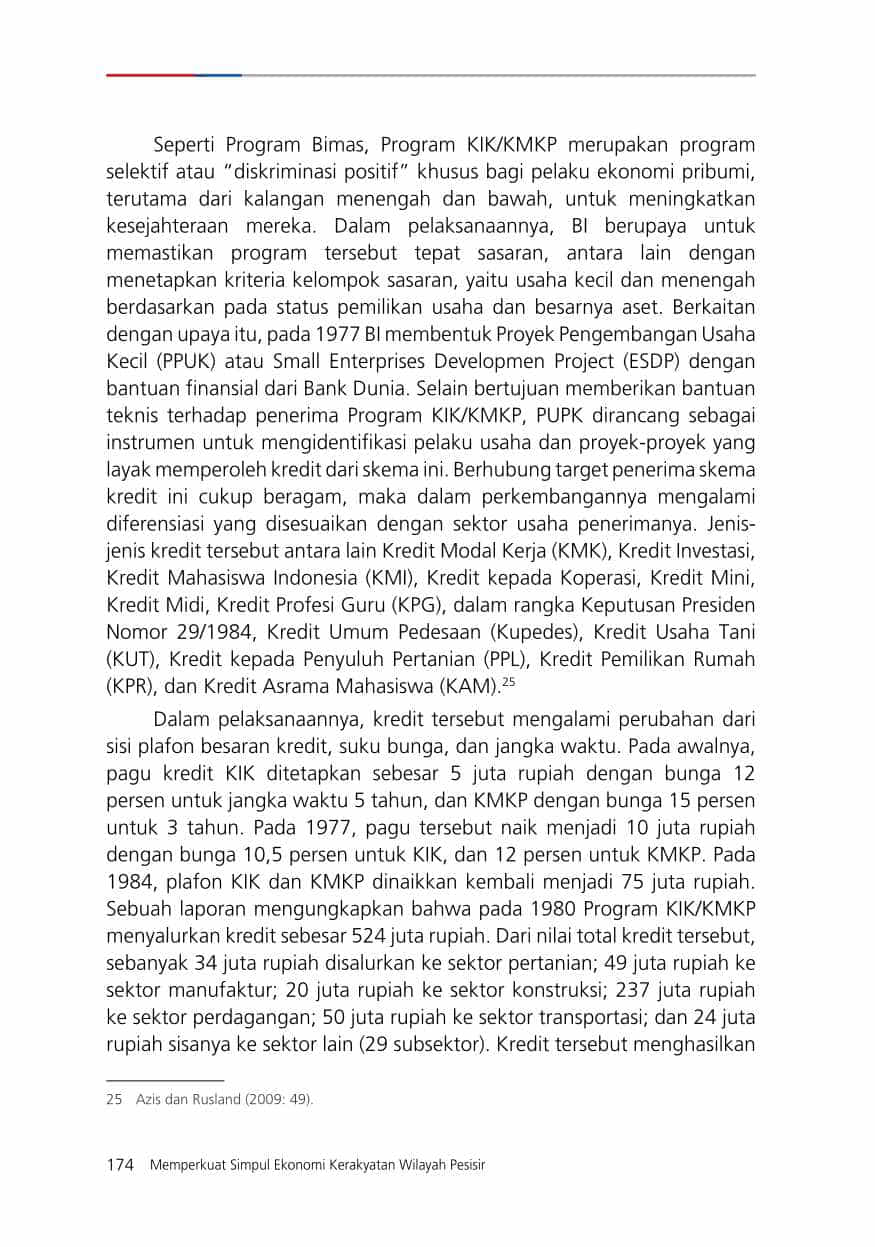 Seperti Program Bimas, Program KIK/KMKP merupakan program
selektif atau “diskriminasi positif” khusus bagi pelaku ekonomi pribumi,
terutama dari kalangan menengah dan bawah, untuk meningkatkan
kesejahteraan mereka. Dalam pelaksanaannya, BI berupaya untuk
memastikan program tersebut tepat sasaran, antara lain dengan
menetapkan kriteria kelompok sasaran, yaitu usaha kecil dan menengah
berdasarkan pada status pemilikan usaha dan besarnya aset. Berkaitan
dengan upaya itu, pada 1977 BI membentuk Proyek Pengembangan Usaha
Kecil (PPUK) atau Small Enterprises Developmen Project (ESDP) dengan
bantuan finansial dari Bank Dunia. Selain bertujuan memberikan bantuan
teknis terhadap penerima Program KIK/KMKP, PUPK dirancang sebagai
instrumen untuk mengidentifikasi pelaku usaha dan proyek-proyek yang
layak memperoleh kredit dari skema ini. Berhubung target penerima skema
kredit ini cukup beragam, maka dalam perkembangannya mengalami
diferensiasi yang disesuaikan dengan sektor usaha penerimanya. Jenis-
jenis kredit tersebut antara lain Kredit Modal Kerja (KMK), Kredit Investasi,
Kredit Mahasiswa Indonesia (KMI), Kredit kepada Koperasi, Kredit Mini,
Kredit Midi, Kredit Profesi Guru (KPG), dalam rangka Keputusan Presiden
Nomor 29/1984, Kredit Umum Pedesaan (Kupedes), Kredit Usaha Tani
(KUT), Kredit kepada Penyuluh Pertanian (PPL), Kredit Pemilikan Rumah
(KPR), dan Kredit Asrama Mahasiswa (KAM).25
Dalam pelaksanaannya, kredit tersebut mengalami perubahan dari
sisi plafon besaran kredit, suku bunga, dan jangka waktu. Pada awalnya,
pagu kredit KIK ditetapkan sebesar 5 juta rupiah dengan bunga 12
persen untuk jangka waktu 5 tahun, dan KMKP dengan bunga 15 persen
untuk 3 tahun. Pada 1977, pagu tersebut naik menjadi 10 juta rupiah
dengan bunga 10,5 persen untuk KIK, dan 12 persen untuk KMKP. Pada
1984, plafon KIK dan KMKP dinaikkan kembali menjadi 75 juta rupiah.
Sebuah laporan mengungkapkan bahwa pada 1980 Program KIK/KMKP
menyalurkan kredit sebesar 524 juta rupiah. Dari nilai total kredit tersebut,
sebanyak 34 juta rupiah disalurkan ke sektor pertanian; 49 juta rupiah ke
sektor manufaktur; 20 juta rupiah ke sektor konstruksi; 237 juta rupiah
ke sektor perdagangan; 50 juta rupiah ke sektor transportasi; dan 24 juta
rupiah sisanya ke sektor lain (29 subsektor). Kredit tersebut menghasilkan
25 Azis dan Rusland (2009: 49).
174 Memperkuat Simpul Ekonomi Kerakyatan Wilayah Pesisir